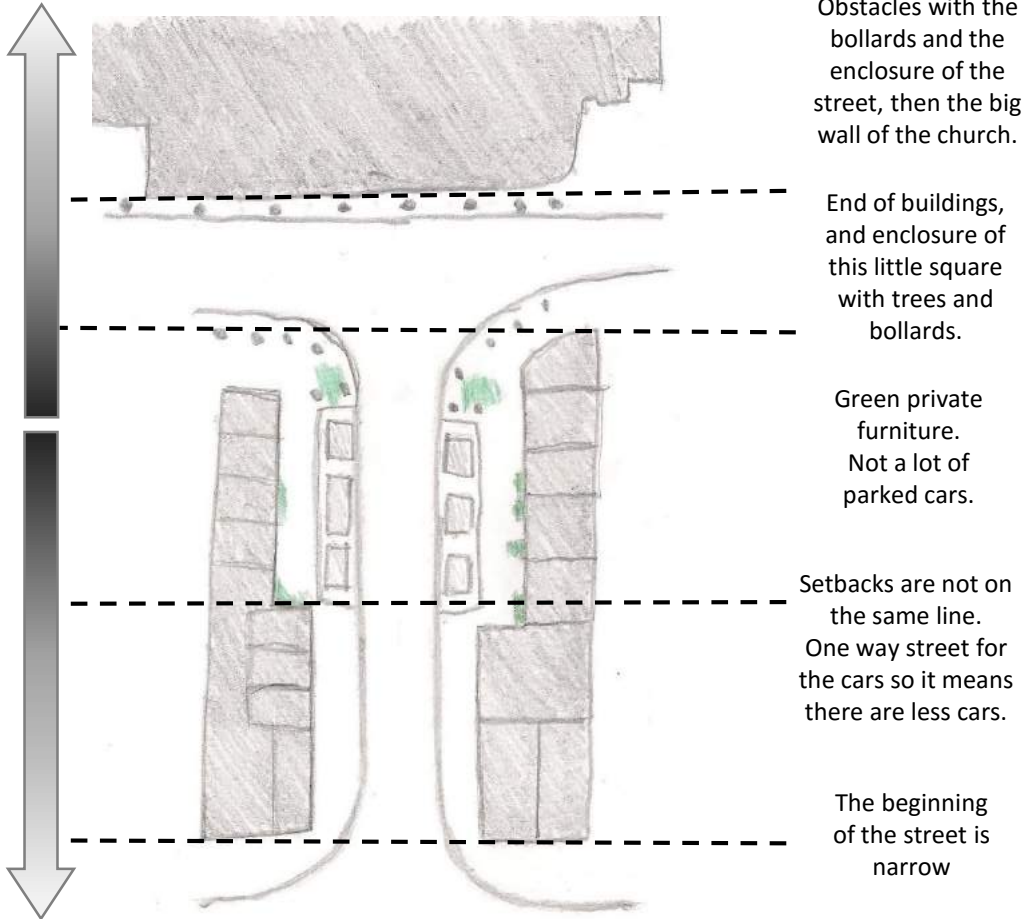 Obstacles with the
bollards and the
enclosure of the
street, then the big
wall of the church.
End of buildings,
and enclosure of
this little square
with trees and
bollards.
Green private
furniture.
Not a lot of
parked cars.
Setbacks are not on
the same line.
One way street for
the cars so it means
there are less cars.
The beginning
of the street is
narrow